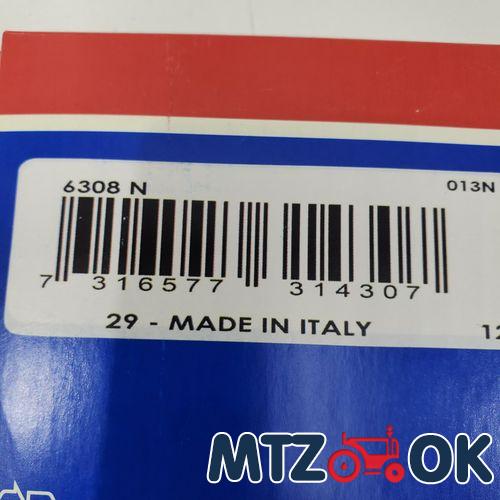 6308 N
013N
7 316577 314307
29 - MADE IN ITALY
12
MTZ OK